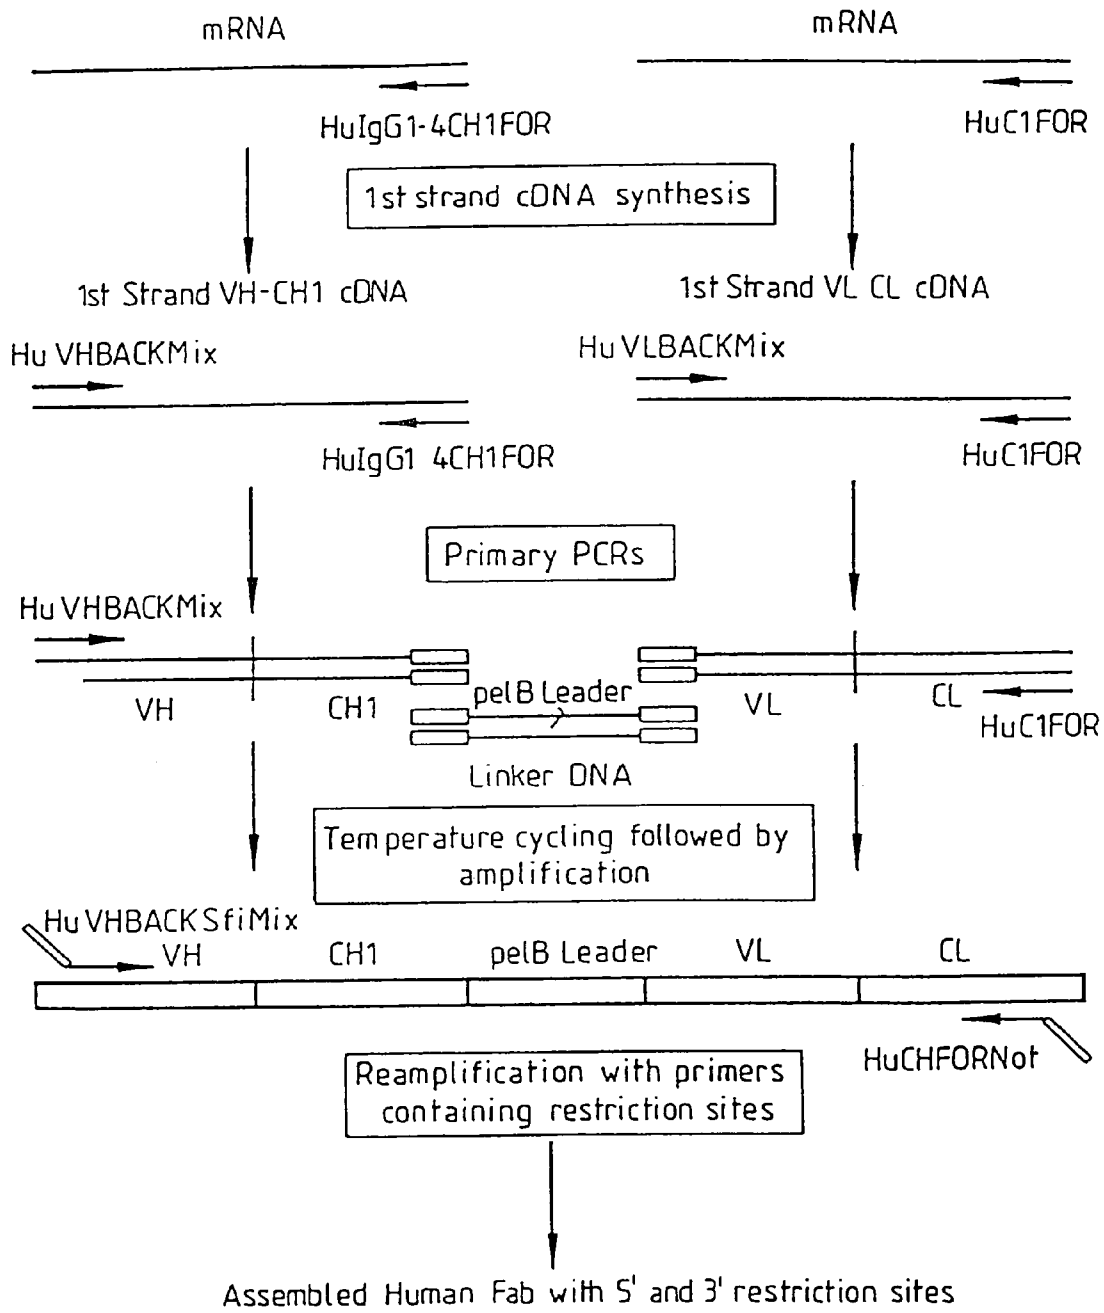 mRNA
mRNA
HuIgG1-4CH1FOR
HuC1FOR
1st strand cDNA synthesis
1st Strand VH-CH1 cDNA
1st Strand VL CL cDNA
Hu VHBACKMix
Hu VLBACKMix
HuIgG1 4CH1FOR
HuC1FOR
Primary PCRs
Hu VHBACKMix
VH
CH1
pelB Leader
VL
CL
HuC1FOR
Linker DNA
Temperature cycling followed by
amplification
Hu VHBACKSfiMix
VH
CH1
pelB Leader
VL
CL
HuCHFORNot
Reamplification with primers
containing restriction sites
Assembled Human Fab with 5' and 3' restriction sites